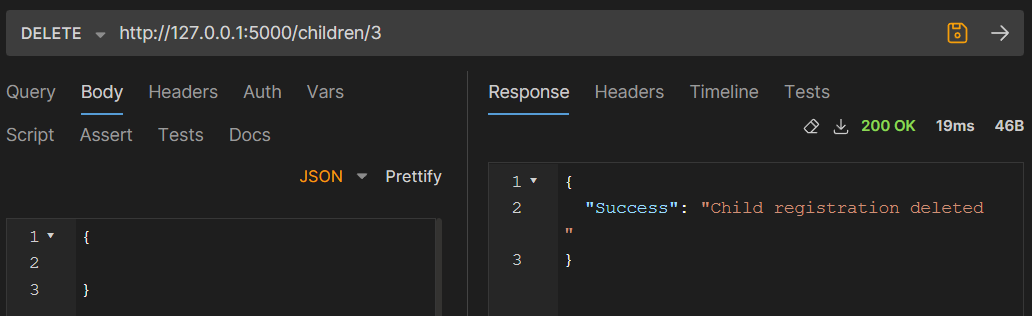 DELETE http://127.0.0.1:5000/children/3
Query Body Headers Auth Vars
Script Assert Tests Docs
JSON Prettify
1 {
2
3 }
Response Headers Timeline Tests
200 OK 19ms 46B
1 {
2 "Success": "Child registration deleted
"
3 }